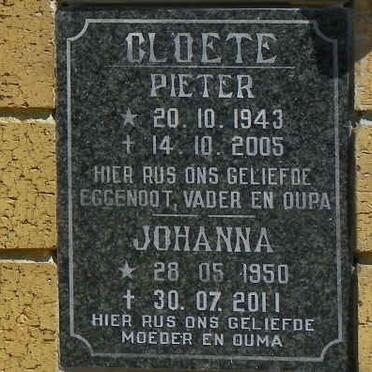 CLOETE
PIETER
★ 20. 10. 1943
✝ 14. 10. 2005
HIER RUS ONS GELIEFDE
EGGENOOT, VADER EN OUPA
JOHANNA
★ 28 05 1950
✝ 30. 07. 2011
HIER RUS ONS GELIEFDE
MOEDER EN OUMA